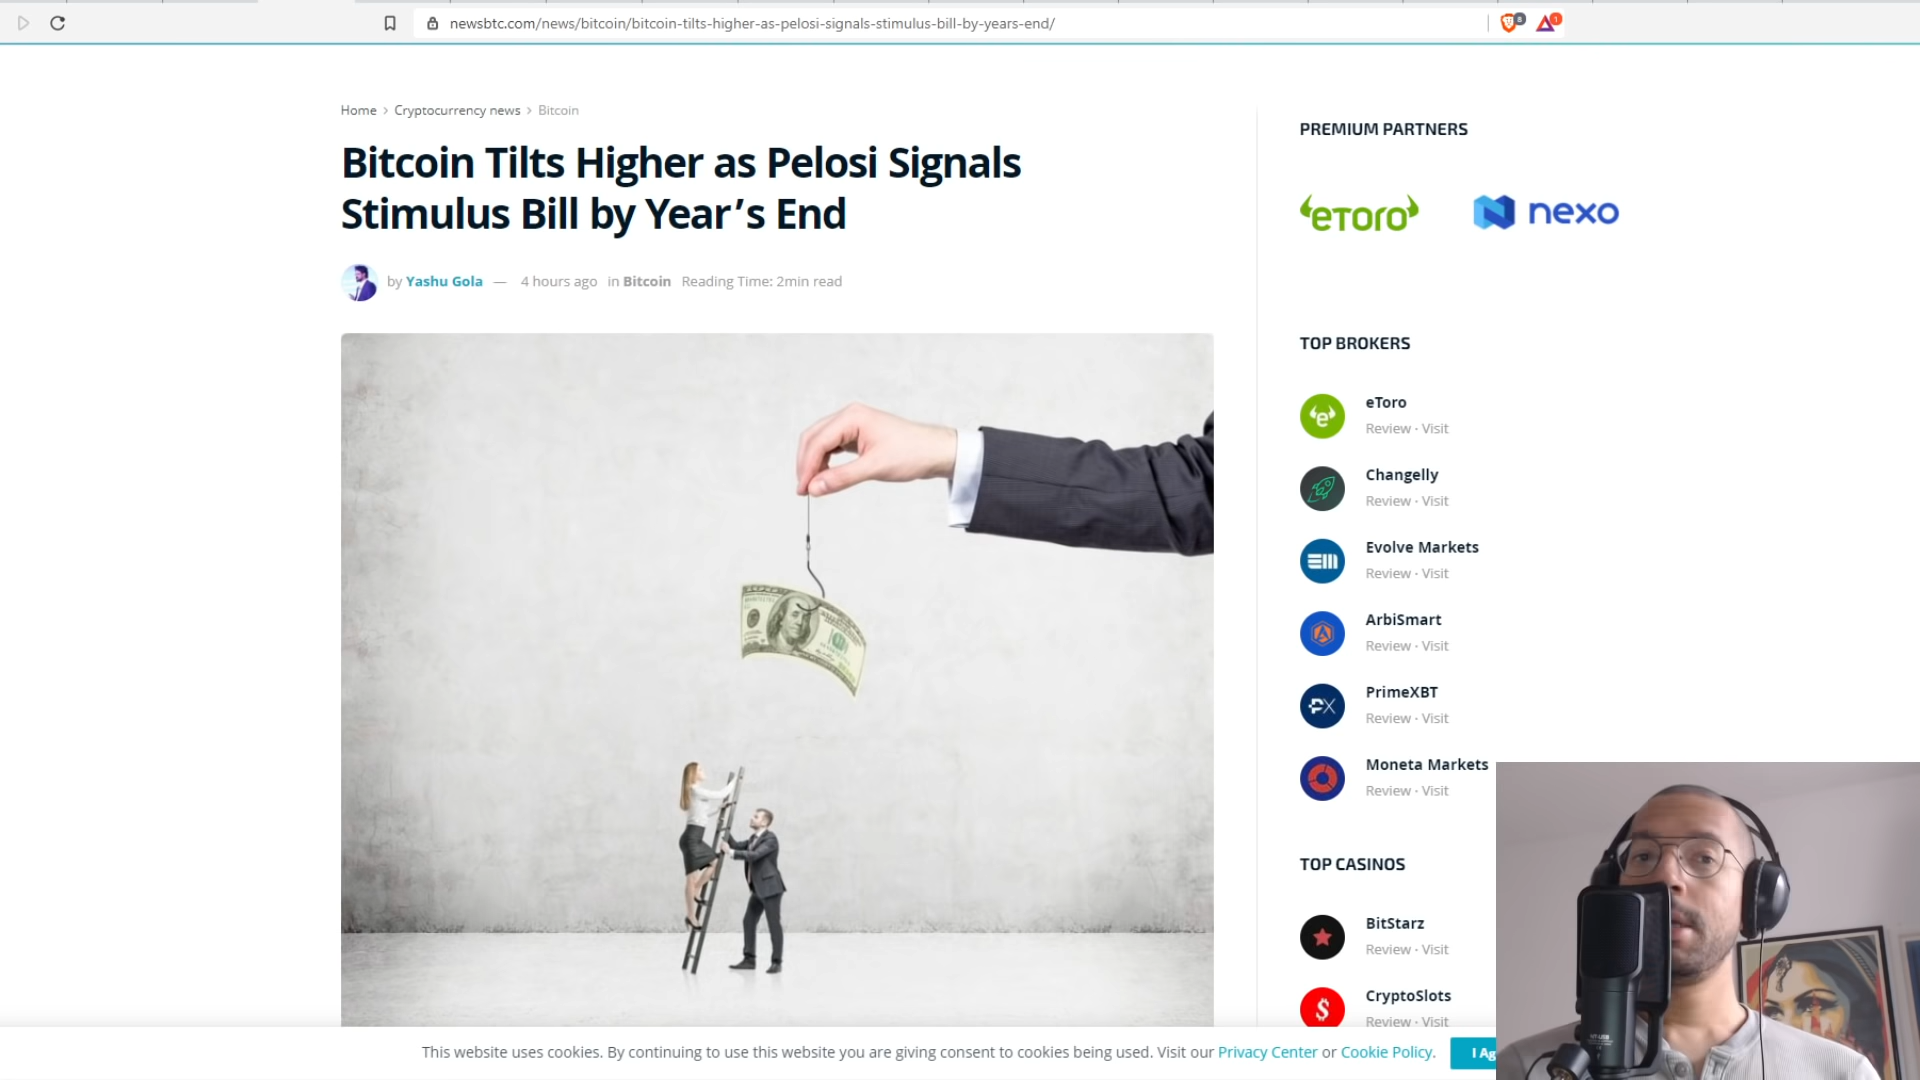 newsbtc.com/news/bitcoin/bitcoin-tilts-higher-as-pelosi-signals-stimulus-bill-by-years-end/
8
1
Home > Cryptocurrency news > Bitcoin
Bitcoin Tilts Higher as Pelosi Signals
Stimulus Bill by Year’s End
by Yashu Gola — 4 hours ago in Bitcoin Reading Time: 2min read
PREMIUM PARTNERS
eToro
nexo
TOP BROKERS
eToro
Review · Visit
Changelly
Review · Visit
Evolve Markets
Review · Visit
ArbiSmart
Review · Visit
PrimeXBT
Review · Visit
Moneta Markets
Review · Visit
TOP CASINOS
BitStarz
Review · Visit
CryptoSlots
Review · Visit
This website uses cookies. By continuing to use this website you are giving consent to cookies being used. Visit our Privacy Center or Cookie Policy.
I Ag